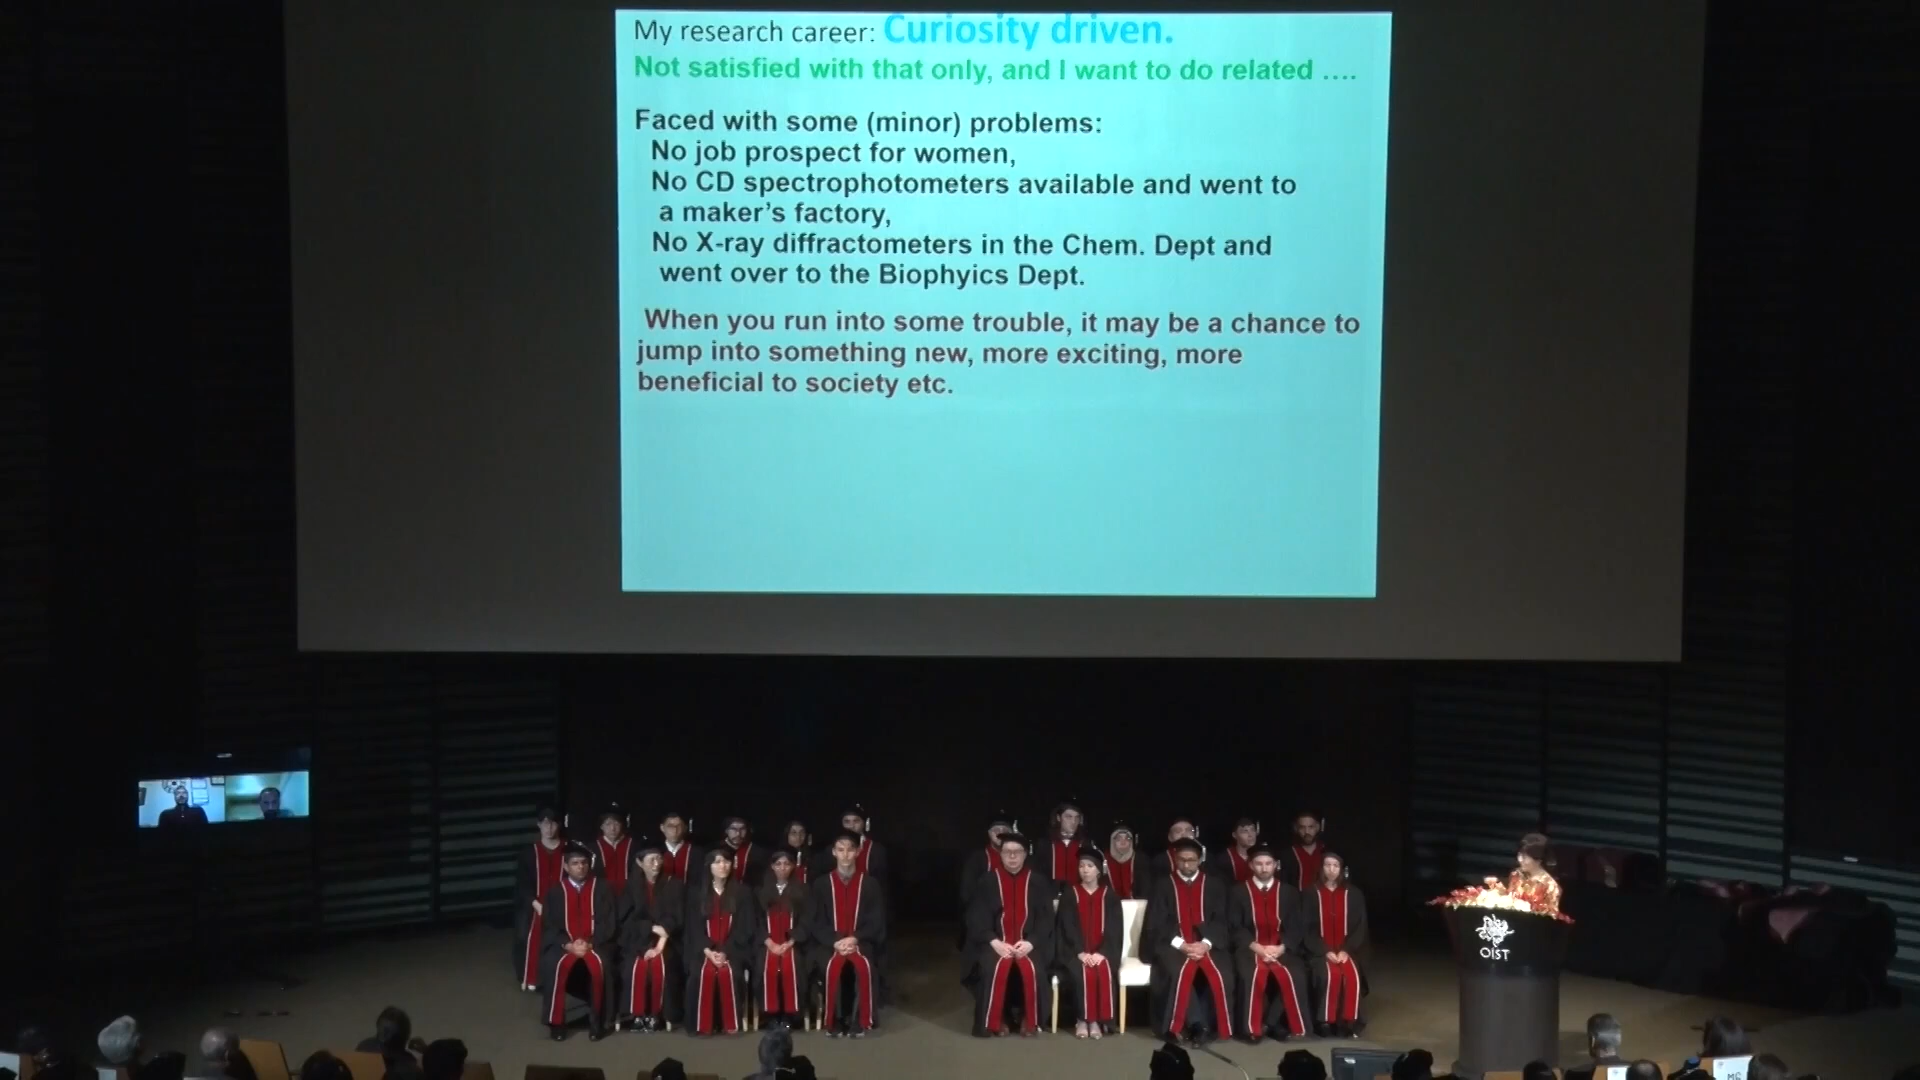 My research career: Curiosity driven.
Not satisfied with that only, and I want to do related ....
Faced with some (minor) problems:
No job prospect for women,
No CD spectrophotometers available and went to
a maker's factory,
No X-ray diffractometers in the Chem. Dept and
went over to the Biophyics Dept.
When you run into some trouble, it may be a chance to
jump into something new, more exciting, more
beneficial to society etc.
OIST